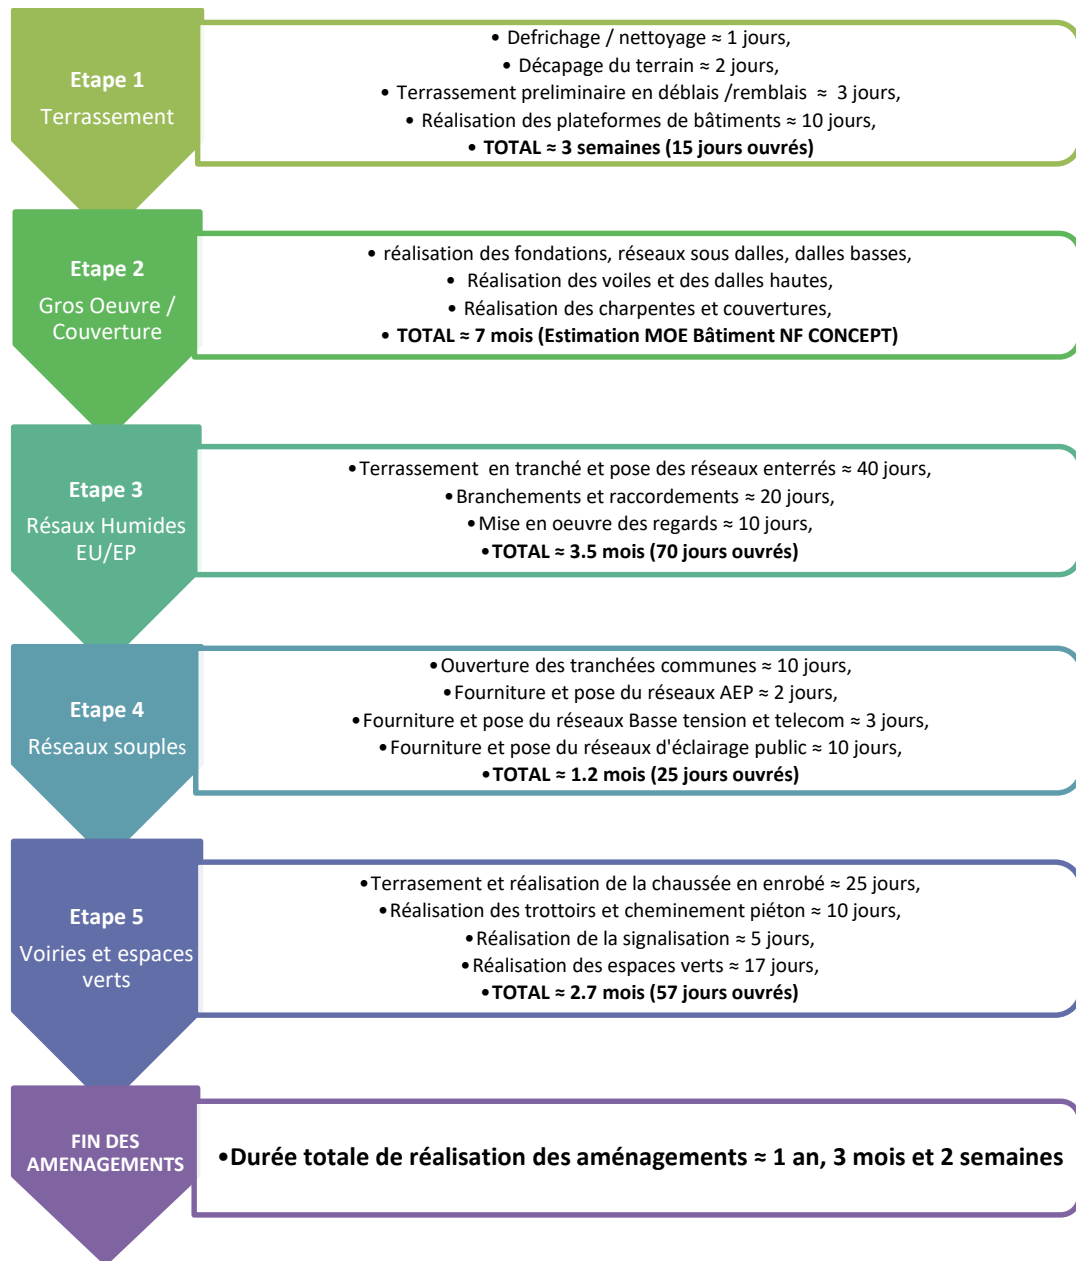 Etape 1
Terrassement
• Defrichage / nettoyage ≈ 1 jours,
• Décapage du terrain ≈ 2 jours,
• Terrassement preliminaire en déblais /remblais ≈ 3 jours,
• Réalisation des plateformes de bâtiments ≈ 10 jours,
• TOTAL ≈ 3 semaines (15 jours ouvrés)
Etape 2
Gros Oeuvre /
Couverture
• réalisation des fondations, réseaux sous dalles, dalles basses,
• Réalisation des voiles et des dalles hautes,
• Réalisation des charpentes et couvertures,
• TOTAL ≈ 7 mois (Estimation MOE Bâtiment NF CONCEPT)
Etape 3
Résaux Humides
EU/EP
•Terrassement en tranché et pose des réseaux enterrés ≈ 40 jours,
•Branchements et raccordements ≈ 20 jours,
•Mise en oeuvre des regards ≈ 10 jours,
•TOTAL ≈ 3.5 mois (70 jours ouvrés)
Etape 4
Réseaux souples
•Ouverture des tranchées communes ≈ 10 jours,
•Fourniture et pose du réseaux AEP ≈ 2 jours,
•Fourniture et pose du réseaux Basse tension et telecom ≈ 3 jours,
•Fourniture et pose du réseaux d'éclairage public ≈ 10 jours,
•TOTAL ≈ 1.2 mois (25 jours ouvrés)
Etape 5
Voiries et espaces
verts
•Terrasement et réalisation de la chaussée en enrobé ≈ 25 jours,
•Réalisation des trottoirs et cheminement piéton ≈ 10 jours,
•Réalisation de la signalisation ≈ 5 jours,
•Réalisation des espaces verts ≈ 17 jours,
•TOTAL ≈ 2.7 mois (57 jours ouvrés)
FIN DES
AMENAGEMENTS
•Durée totale de réalisation des aménagements ≈ 1 an, 3 mois et 2 semaines